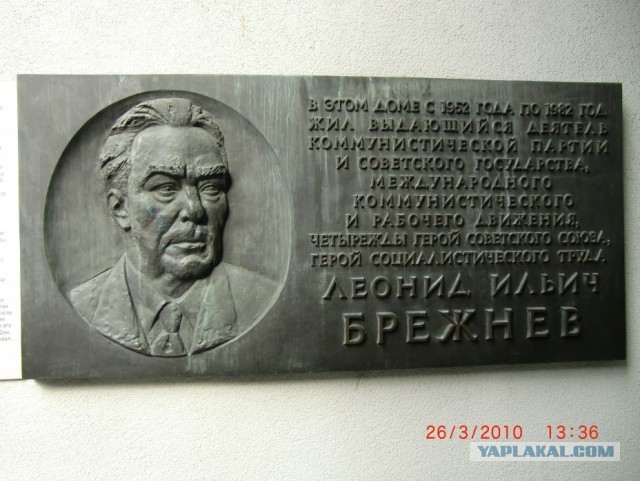 В ЭТОМ ДОМЕ С 1952 ГОДА ПО 1982 ГОД
ЖИЛ ВЫДАЮЩИЙСЯ ДЕЯТЕЛЬ
КОММУНИСТИЧЕСКОЙ ПАРТИИ
И СОВЕТСКОГО ГОСУДАРСТВА,
МЕЖДУНАРОДНОГО
КОММУНИСТИЧЕСКОГО
И РАБОЧЕГО ДВИЖЕНИЯ,
ЧЕТЫРЕЖДЫ ГЕРОЙ СОВЕТСКОГО СОЮЗА,
ГЕРОЙ СОЦИАЛИСТИЧЕСКОГО ТРУДА
ЛЕОНИД ИЛЬИЧ
БРЕЖНЕВ
26/3/2010 13:36
YAPLAKAL.COM